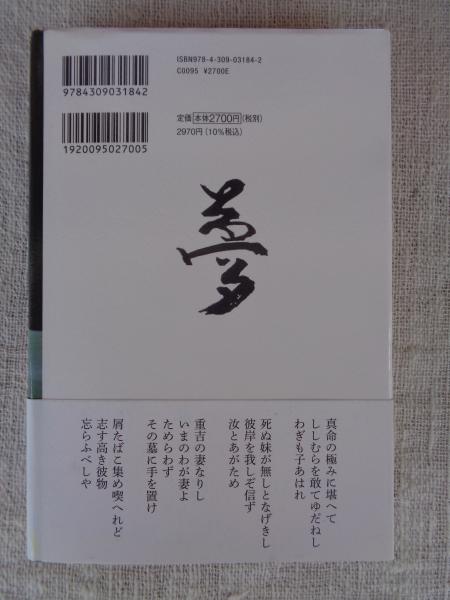 ISBN978-4-309-03184-2
C0095 ¥2700E
9784309031842
定価 本体2700円(税別)
2970円(10%税込)
1920095027005
夢
真命の極みに堪へて
ししむらを敢てゆだねし
わぎも子あはれ
死ぬ妹が無しとなげきし
彼岸を我しぞ信ず
汝とあがため
重吉の妻なりし
いまのわが妻よ
ためらわず
その墓に手を置け
屑たばこ集め喫へれど
志す高き彼物
忘らふべしや